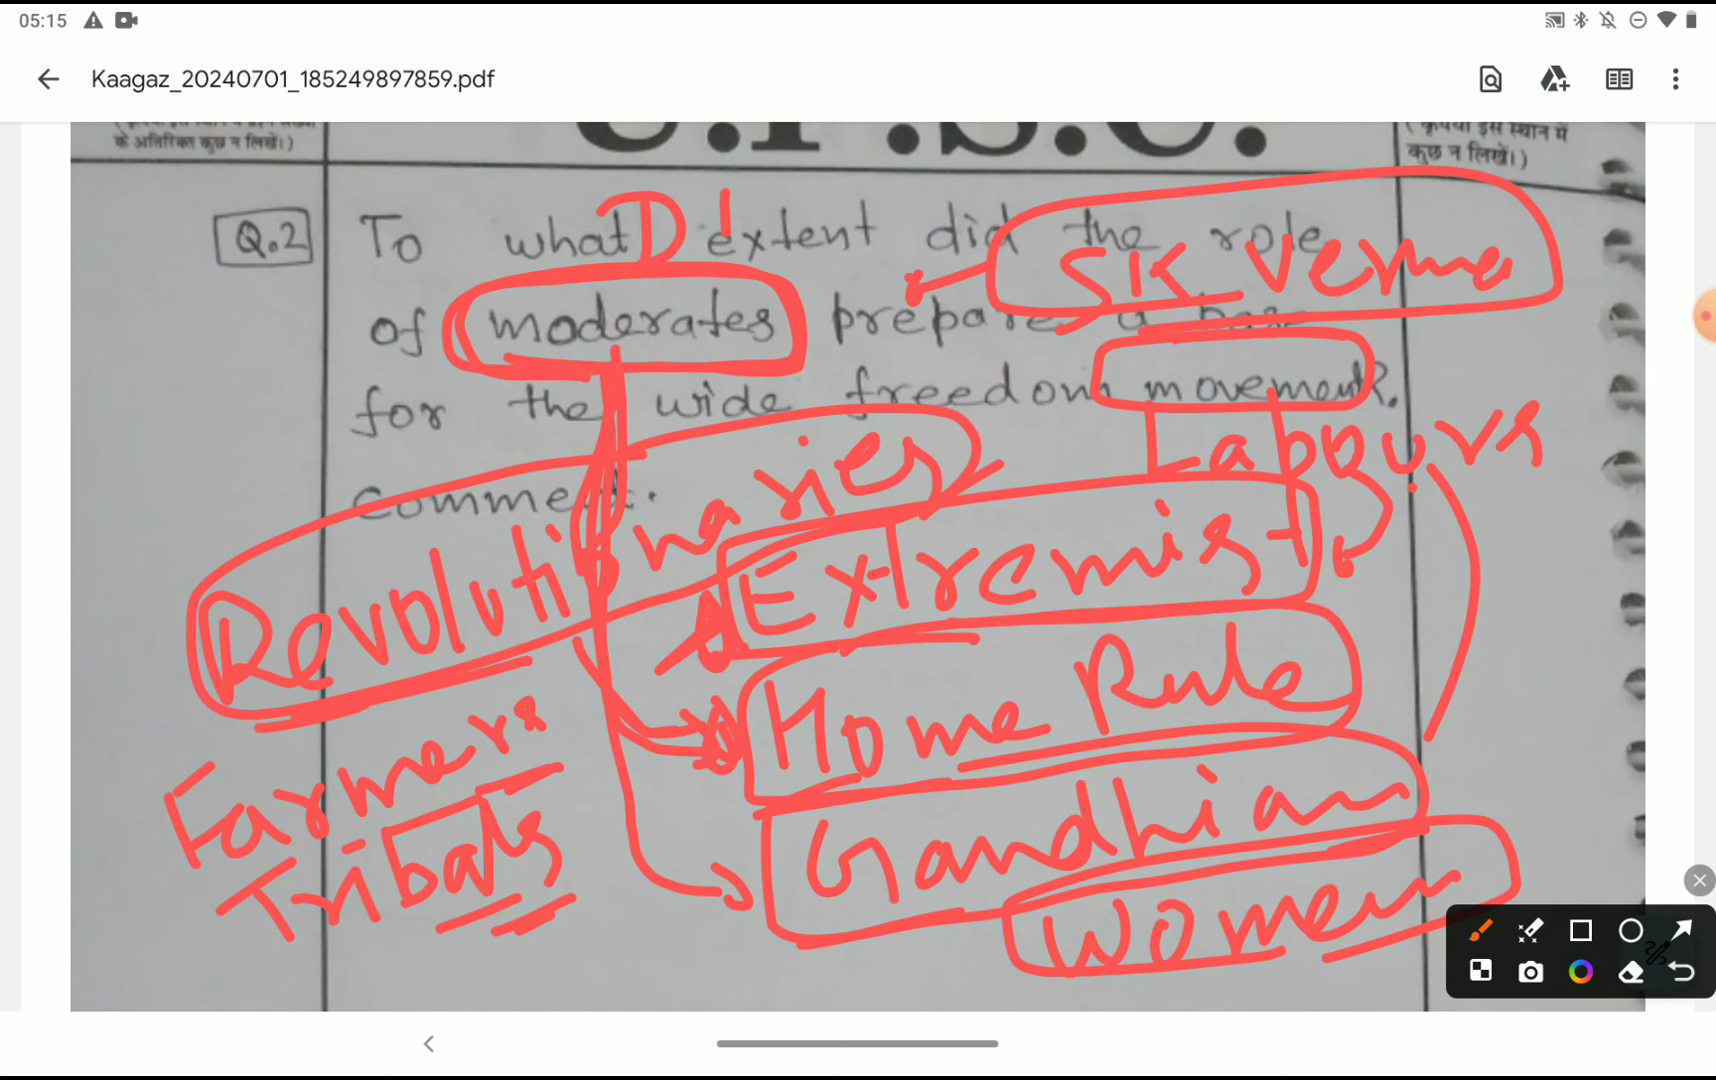 05:15
Kaagaz_20240701_185249897859.pdf
के अतिरिक्त कुछ न लिखें।)
U.P.S.C.
(कृपया इस स्थान में
कुछ न लिखें।)
Q.2 To what extent did the role
of moderates prepare a base
for the wide freedom movement?
Comment.
D'
SK Verma
Labours
Revolutionaries
Extremist
Home Rule
Gandhian
Women
Farmers
Tribals